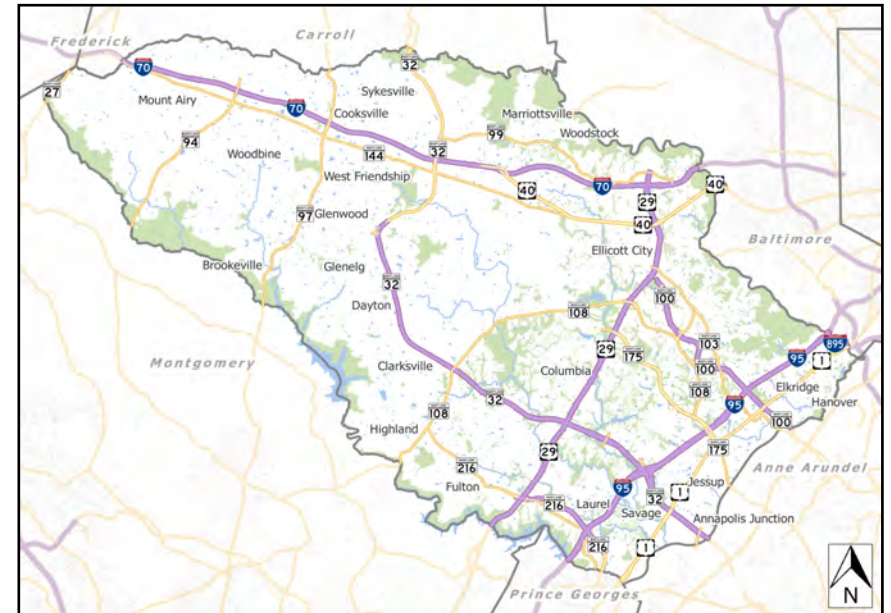 Frederick
Carroll
70
32
27
Mount Airy
70
Sykesville
Cooksville
Marriottsville
99
Woodstock
94
32
144
Woodbine
West Friendship
40
70
40
29
97
Glenwood
40
Ellicott City
Baltimore
Brookeville
Glenelg
32
100
Dayton
108
103
895
29
175
95
1
Montgomery
Clarksville
Columbia
100
Elkridge
32
108
95
Hanover
108
100
Highland
29
175
216
Anne Arundel
Fulton
95
Jessup
1
Laurel
32
216
Savage
Annapolis Junction
216
1
Prince Georges
N